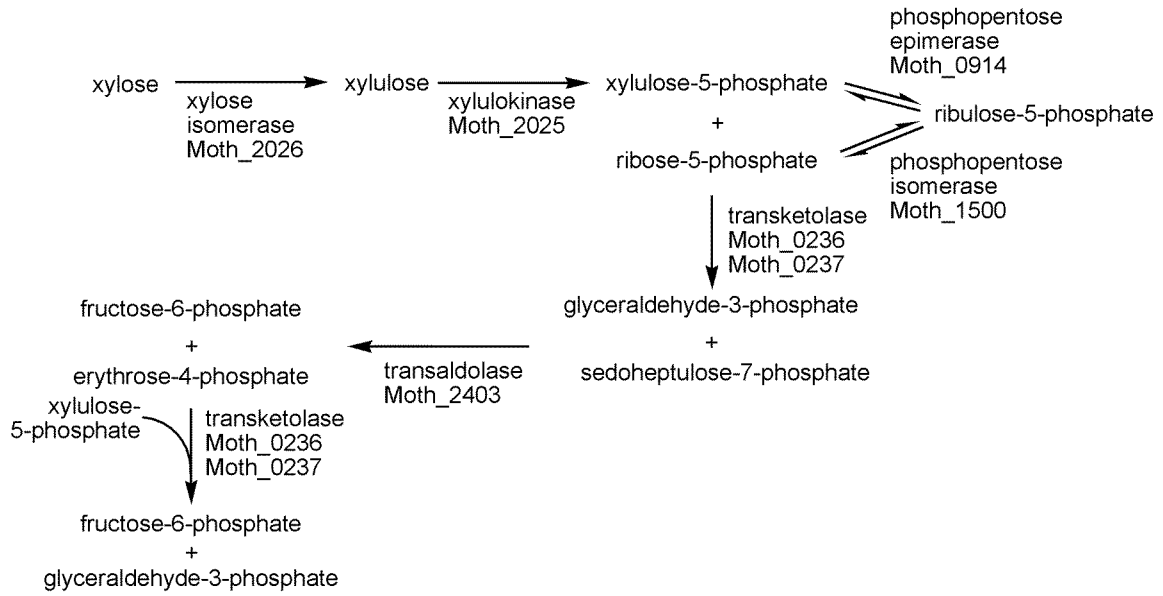 xylose
xylose
isomerase
Moth_2026
xylulose
xylulokinase
Moth_2025
xylulose-5-phosphate
+
ribose-5-phosphate
phosphopentose
epimerase
Moth_0914
ribulose-5-phosphate
phosphopentose
isomerase
Moth_1500
transketolase
Moth_0236
Moth_0237
glyceraldehyde-3-phosphate
+
sedoheptulose-7-phosphate
transaldolase
Moth_2403
fructose-6-phosphate
+
erythrose-4-phosphate
xylulose-
5-phosphate
transketolase
Moth_0236
Moth_0237
fructose-6-phosphate
+
glyceraldehyde-3-phosphate